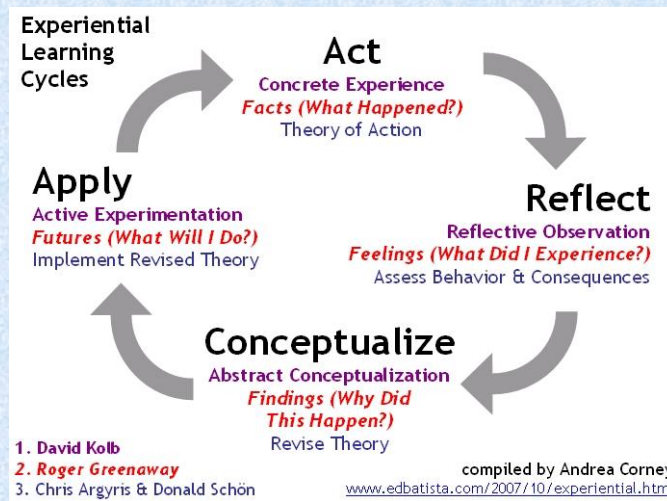 Experiential
Learning
Cycles
Act
Concrete Experience
Facts (What Happened?)
Theory of Action
Reflect
Reflective Observation
Feelings (What Did I Experience?)
Assess Behavior & Consequences
Conceptualize
Abstract Conceptualization
Findings (Why Did
This Happen?)
Revise Theory
Apply
Active Experimentation
Futures (What Will I Do?)
Implement Revised Theory
1. David Kolb
2. Roger Greenaway
3. Chris Argyris & Donald Schön
compiled by Andrea Corney
www.edbatista.com/2007/10/experiential.htm